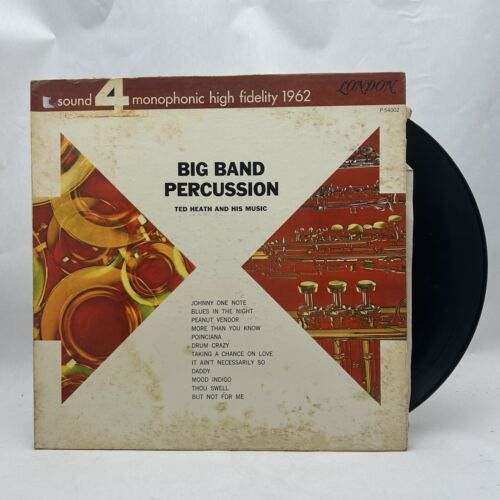 sound 4 monophonic high fidelity 1962
LONDON
P 54002
BIG BAND
PERCUSSION
TED HEATH AND HIS MUSIC
JOHNNY ONE NOTE
BLUES IN THE NIGHT
PEANUT VENDOR
MORE THAN YOU KNOW
POINCIANA
DRUM CRAZY
TAKING A CHANCE ON LOVE
IT AIN'T NECESSARILY SO
DADDY
MOOD INDIGO
THOU SWELL
BUT NOT FOR ME